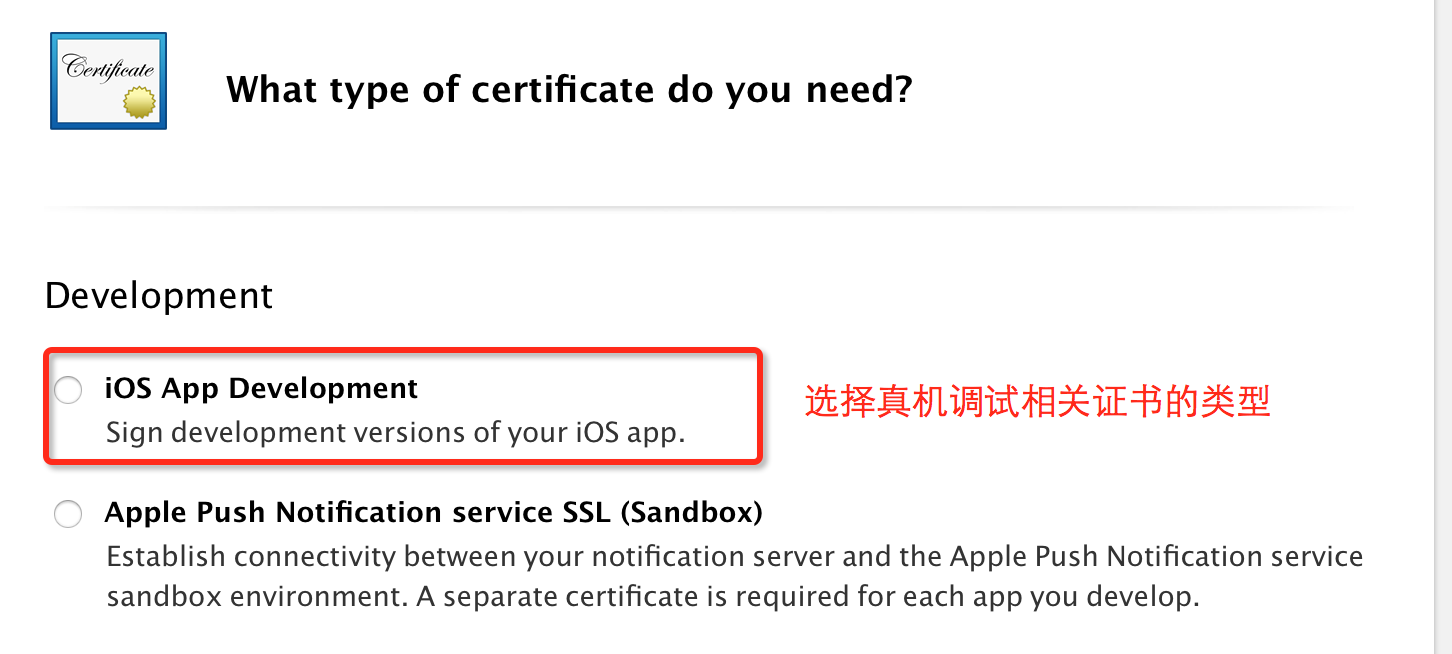 Certificate
What type of certificate do you need?
Development
iOS App Development
Sign development versions of your iOS app.
选择真机调试相关证书的类型
Apple Push Notification service SSL (Sandbox)
Establish connectivity between your notification server and the Apple Push Notification service
sandbox environment. A separate certificate is required for each app you develop.